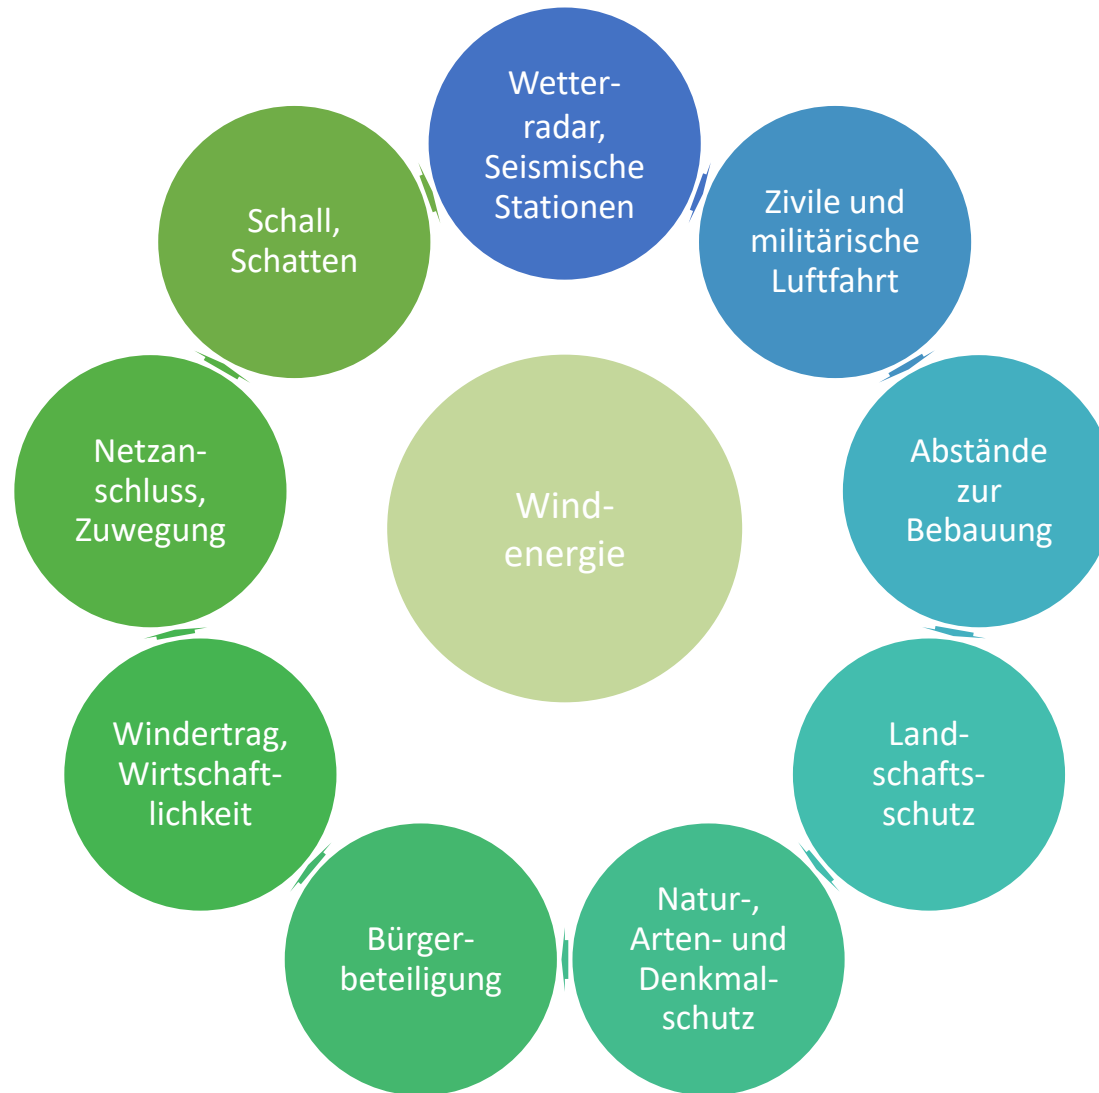 Wetter-
radar,
Seismische
Stationen
Zivile und
militärische
Luftfahrt
Abstände
zur
Bebauung
Land-
schafts-
schutz
Natur-,
Arten- und
Denkmal-
schutz
Bürger-
beteiligung
Windertrag,
Wirtschaft-
lichkeit
Netzan-
schluss,
Zuwegung
Schall,
Schatten
Wind-
energie